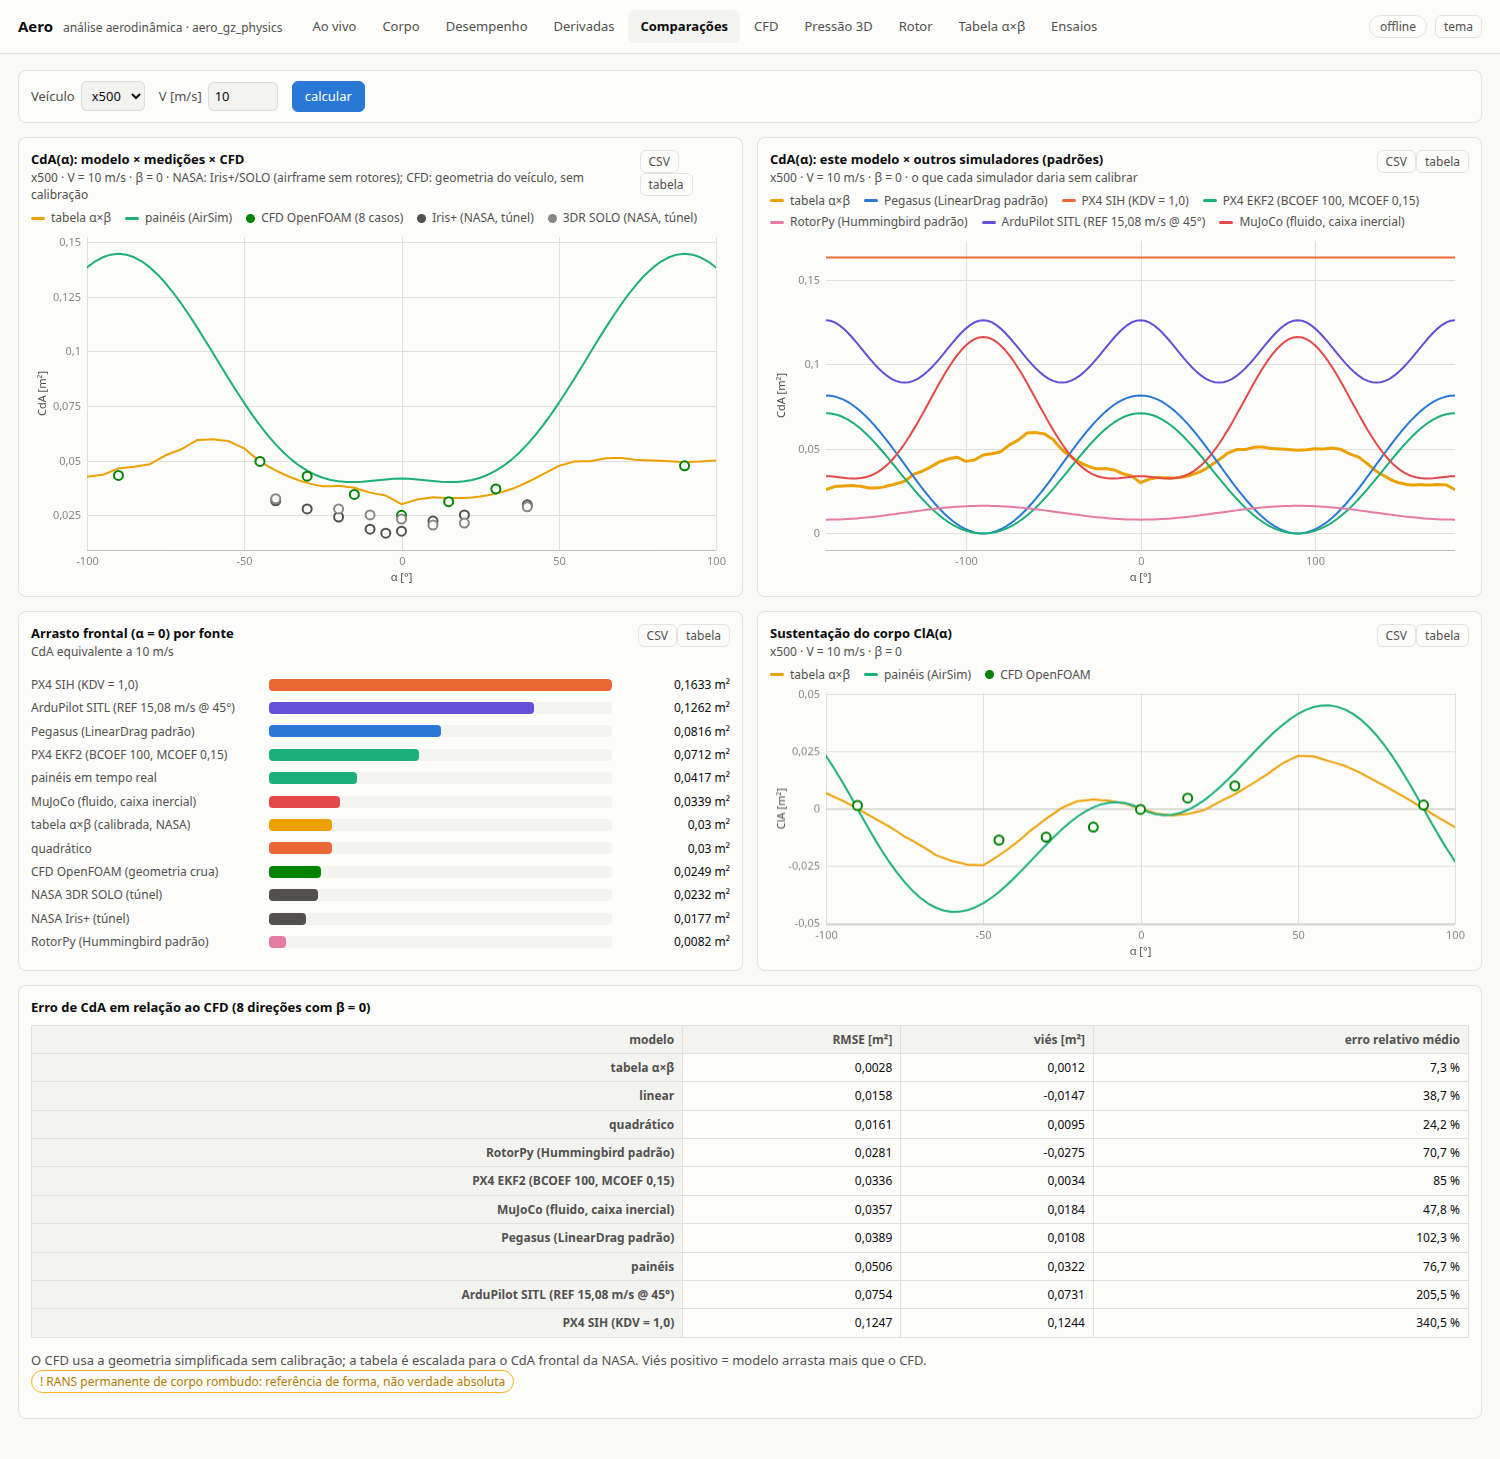 Aero análise aerodinâmica · aero_gz_physics Ao vivo Corpo Desempenho Derivadas Comparações CFD Pressão 3D Rotor Tabela α×β Ensaios offline tema
Veículo x500 V [m/s] 10 calcular
CdA(α): modelo × medições × CFD
x500 · V = 10 m/s · β = 0 · NASA: Iris+/SOLO (airframe sem rotores); CFD: geometria do veículo, sem
calibração
CSV
tabela
tabela α×β painéis (AirSim) CFD OpenFOAM (8 casos) Iris+ (NASA, túnel) 3DR SOLO (NASA, túnel)
0,15
0,125
0,1
0,075
0,05
0,025
CdA [m²]
-100 -50 0 50 100
α [°]
CdA(α): este modelo × outros simuladores (padrões)
x500 · V = 10 m/s · β = 0 · o que cada simulador daria sem calibrar
CSV tabela
tabela α×β Pegasus (LinearDrag padrão) PX4 SIH (KDV = 1,0) PX4 EKF2 (BCOEF 100, MCOEF 0,15)
RotorPy (Hummingbird padrão) ArduPilot SITL (REF 15,08 m/s @ 45°) MuJoCo (fluido, caixa inercial)
0,15
0,1
0,05
0
CdA [m²]
-100 0 100
α [°]
Arrasto frontal (α = 0) por fonte
CdA equivalente a 10 m/s
CSV tabela
PX4 SIH (KDV = 1,0) 0,1633 m²
ArduPilot SITL (REF 15,08 m/s @ 45°) 0,1262 m²
Pegasus (LinearDrag padrão) 0,0816 m²
PX4 EKF2 (BCOEF 100, MCOEF 0,15) 0,0712 m²
painéis em tempo real 0,0417 m²
MuJoCo (fluido, caixa inercial) 0,0339 m²
tabela α×β (calibrada, NASA) 0,03 m²
quadrático 0,03 m²
CFD OpenFOAM (geometria crua) 0,0249 m²
NASA 3DR SOLO (túnel) 0,0232 m²
NASA Iris+ (túnel) 0,0177 m²
RotorPy (Hummingbird padrão) 0,0082 m²
Sustentação do corpo ClA(α)
x500 · V = 10 m/s · β = 0
CSV tabela
tabela α×β painéis (AirSim) CFD OpenFOAM
0,05
0,025
0
-0,025
-0,05
ClA [m²]
-100 -50 0 50 100
α [°]
Erro de CdA em relação ao CFD (8 direções com β = 0)
modelo RMSE [m²] viés [m²] erro relativo médio
tabela α×β 0,0028 0,0012 7,3 %
linear 0,0158 -0,0147 38,7 %
quadrático 0,0161 0,0095 24,2 %
RotorPy (Hummingbird padrão) 0,0281 -0,0275 70,7 %
PX4 EKF2 (BCOEF 100, MCOEF 0,15) 0,0336 0,0034 85 %
MuJoCo (fluido, caixa inercial) 0,0357 0,0184 47,8 %
Pegasus (LinearDrag padrão) 0,0389 0,0108 102,3 %
painéis 0,0506 0,0322 76,7 %
ArduPilot SITL (REF 15,08 m/s @ 45°) 0,0754 0,0731 205,5 %
PX4 SIH (KDV = 1,0) 0,1247 0,1244 340,5 %
O CFD usa a geometria simplificada sem calibração; a tabela é escalada para o CdA frontal da NASA. Viés positivo = modelo arrasta mais que o CFD.
! RANS permanente de corpo rombudo: referência de forma, não verdade absoluta